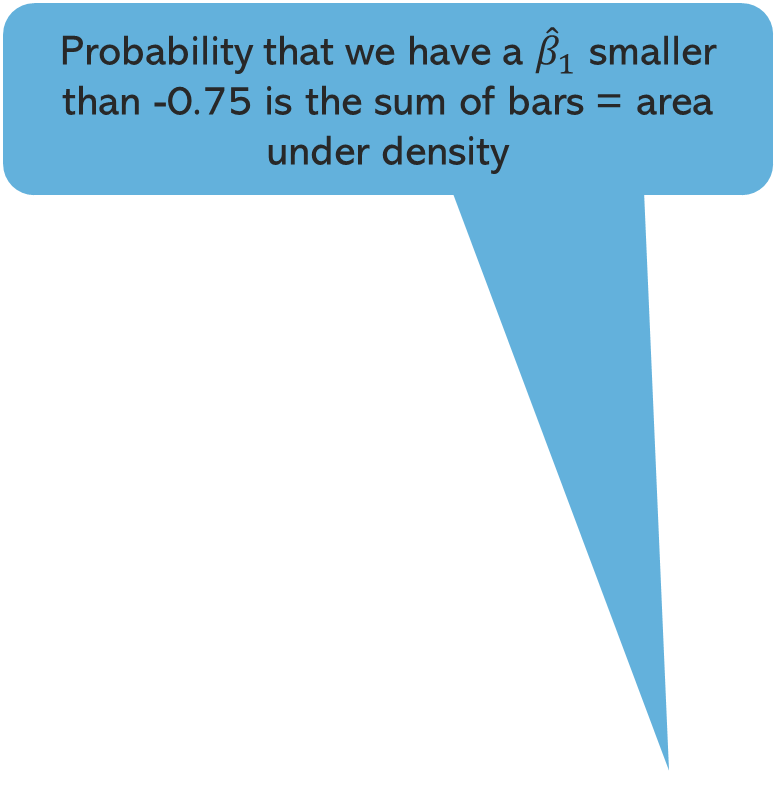 Probability that we have a β̂₁ smaller
than -0.75 is the sum of bars = area
under density